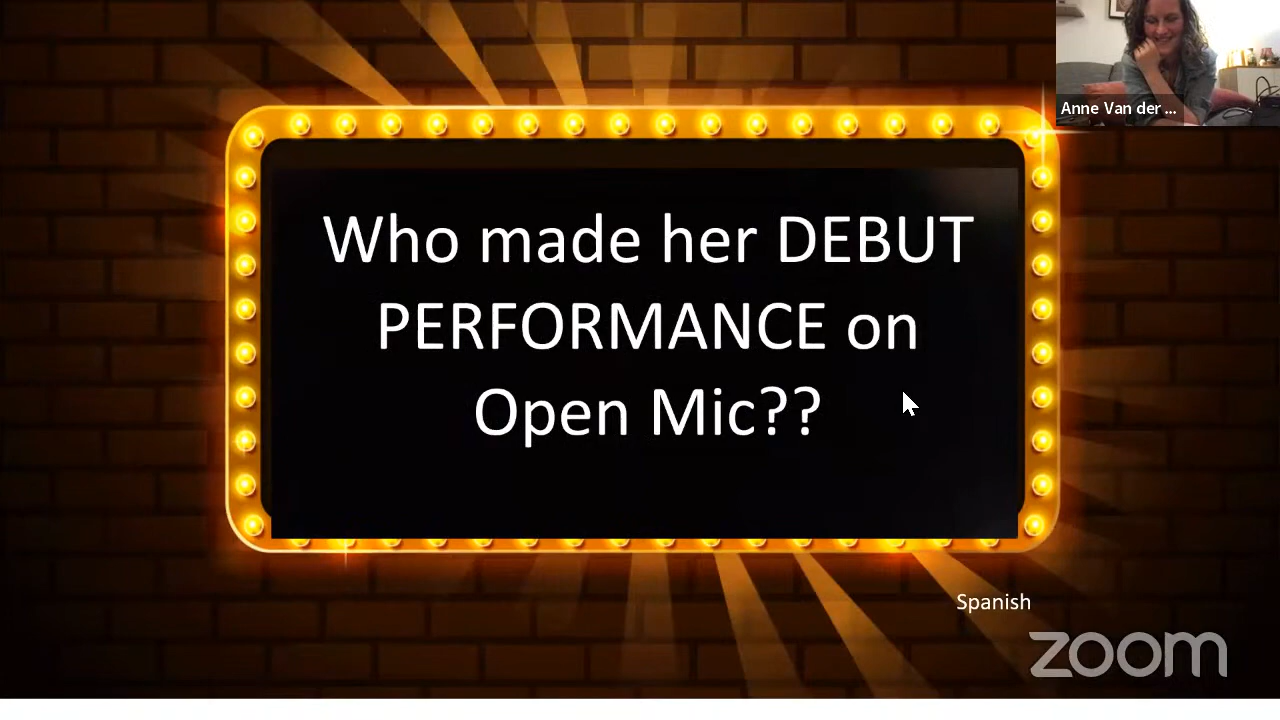 Anne Van der ...
Who made her DEBUT
PERFORMANCE on
Open Mic??
Spanish
zoom